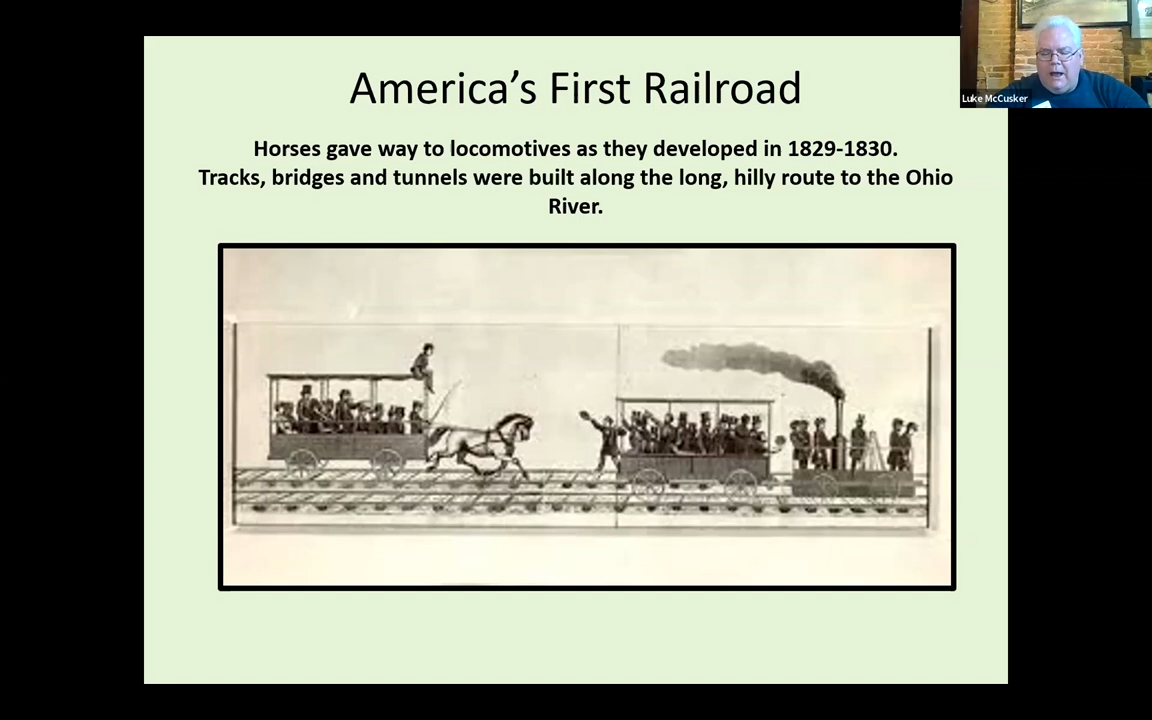 America's First Railroad
Luke McCusker
Horses gave way to locomotives as they developed in 1829-1830.
Tracks, bridges and tunnels were built along the long, hilly route to the Ohio
River.